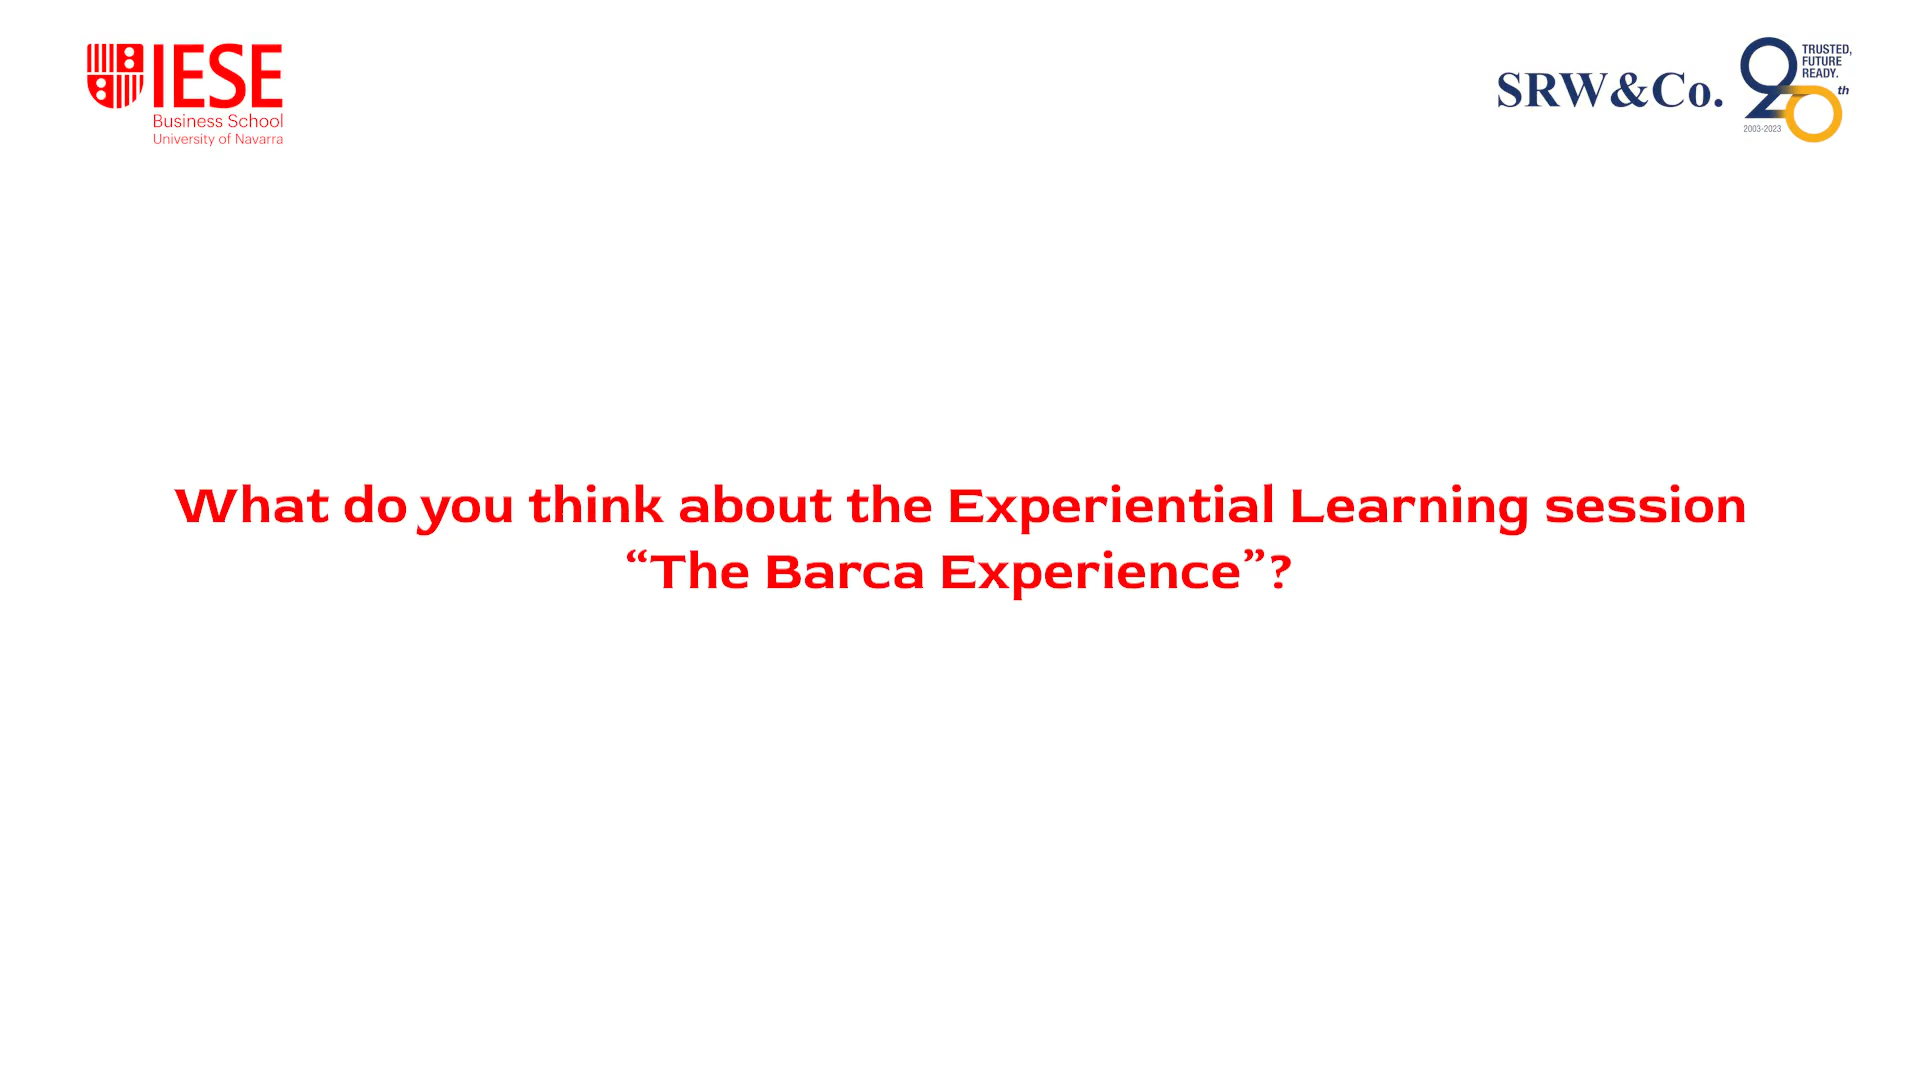 IESE
Business School
University of Navarra
SRW&Co.
20th
TRUSTED,
FUTURE
READY.
2003-2023
What do you think about the Experiential Learning session
“The Barca Experience”?